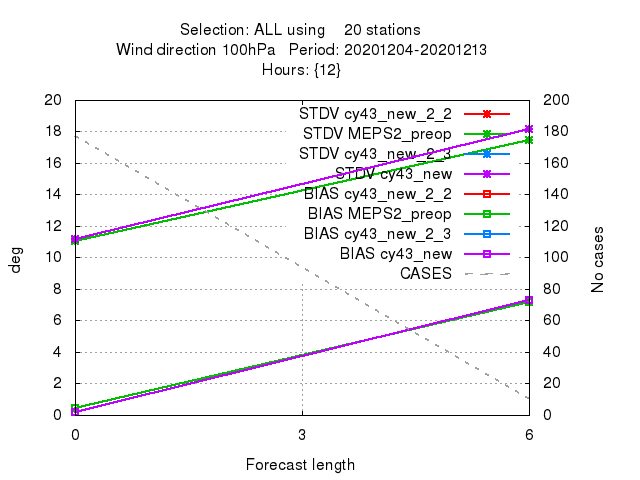 Selection: ALL using    20 stations
Wind direction 100hPa   Period: 20201204-20201213
Hours: {12}
20 200
STDV cy43_new_2_2
18 180
STDV MEPS2_preop
STDV cy43_new_2_3
16 160
STDV cy43_new
14 140
BIAS cy43_new_2_2
BIAS MEPS2_preop
12 120
BIAS cy43_new_2_3
10 100
BIAS cy43_new
CASES
8 80
6 60
4 40
2 20
0 0
deg
No cases
0 3 6
Forecast length